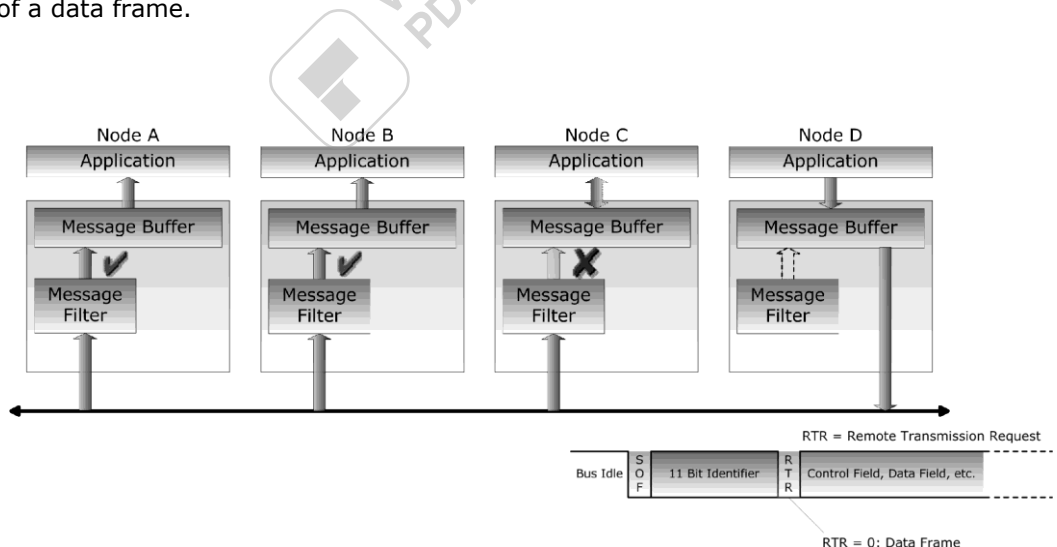 of a data frame.
Node A
Node B
Node C
Node D
Application
Application
Application
Application
Message Buffer
Message Buffer
Message Buffer
Message Buffer
Message
Filter
Message
Filter
Message
Filter
Message
Filter
RTR = Remote Transmission Request
Bus Idle
SOF
11 Bit Identifier
RTR
Control Field, Data Field, etc.
RTR = 0: Data Frame